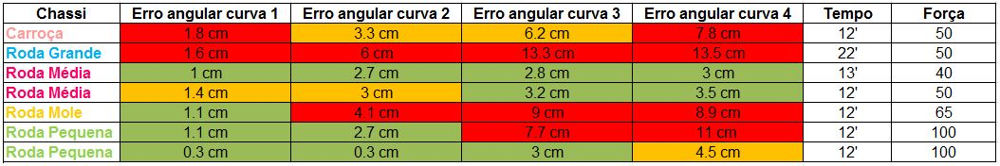 Chassi Erro angular curva 1 Erro angular curva 2 Erro angular curva 3 Erro angular curva 4 Tempo Força
Carroça 1.8 cm 3.3 cm 6.2 cm 7.8 cm 12' 50
Roda Grande 1.6 cm 6 cm 13.3 cm 13.5 cm 22' 50
Roda Média 1 cm 2.7 cm 2.8 cm 3 cm 13' 40
Roda Média 1.4 cm 3 cm 3.2 cm 3.5 cm 12' 50
Roda Mole 1.1 cm 4.1 cm 9 cm 8.9 cm 12' 65
Roda Pequena 1.1 cm 2.7 cm 7.7 cm 11 cm 12' 100
Roda Pequena 0.3 cm 0.3 cm 3 cm 4.5 cm 12' 100